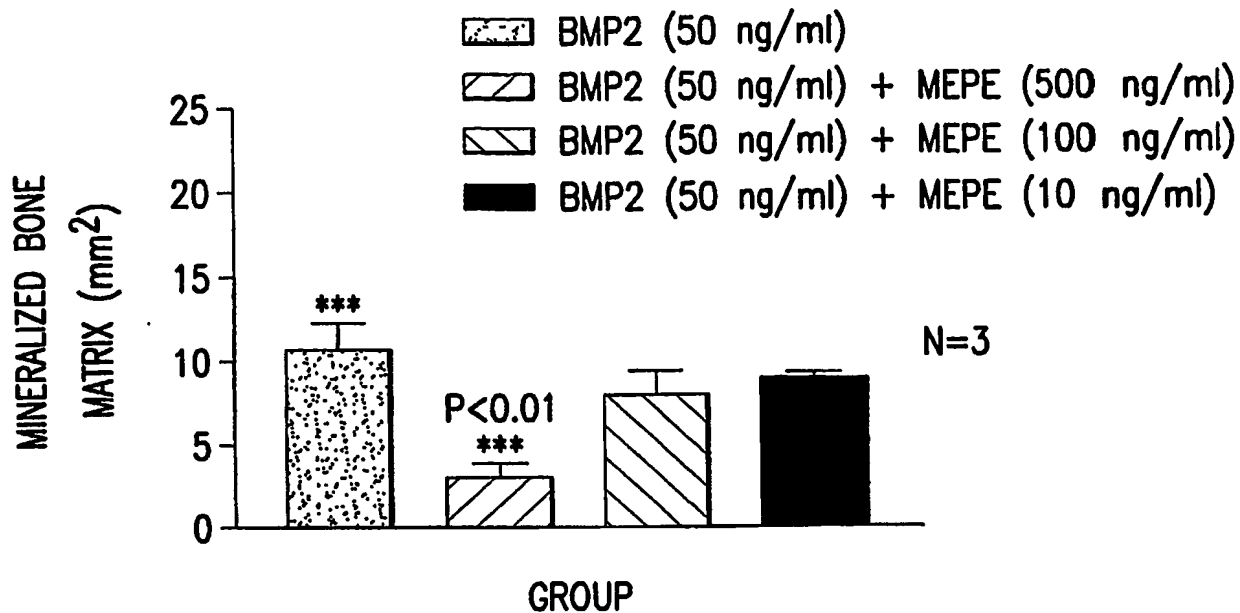 BMP2 (50 ng/ml)
BMP2 (50 ng/ml) + MEPE (500 ng/ml)
BMP2 (50 ng/ml) + MEPE (100 ng/ml)
BMP2 (50 ng/ml) + MEPE (10 ng/ml)
MINERALIZED BONE
MATRIX (mm²)
25
20
15
10
5
0
***
P<0.01
***
N=3
GROUP